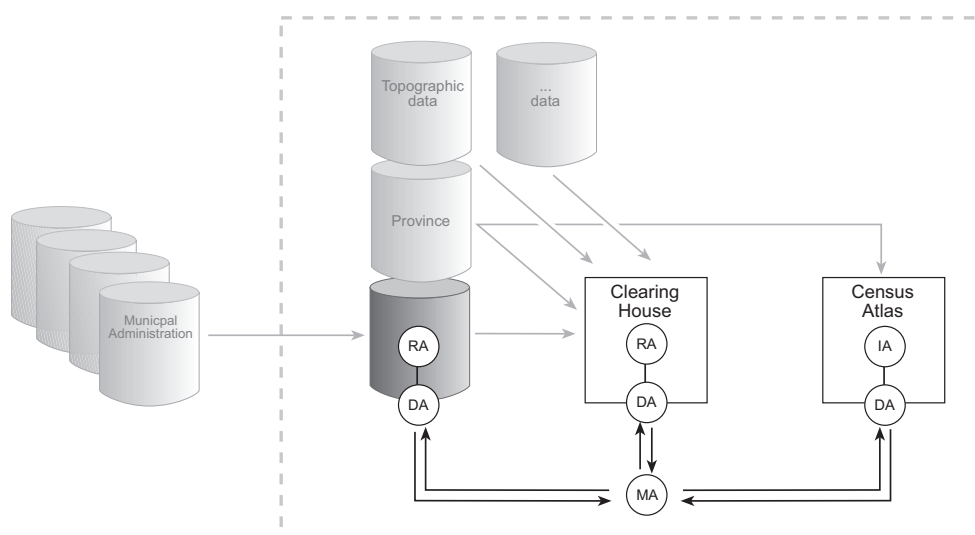 Topographic
data
...
data
Province
Municpal
Administration
RA
DA
Clearing
House
RA
DA
Census
Atlas
IA
DA
MA